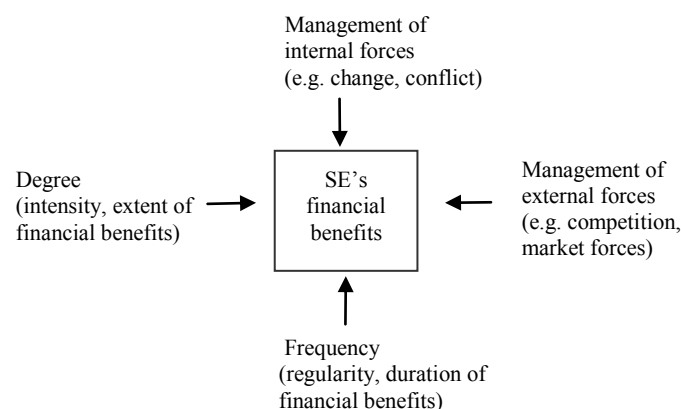 Management of
internal forces
(e.g. change, conflict)
Degree
(intensity, extent of
financial benefits)
SE’s
financial
benefits
Management of
external forces
(e.g. competition,
market forces)
Frequency
(regularity, duration of
financial benefits)